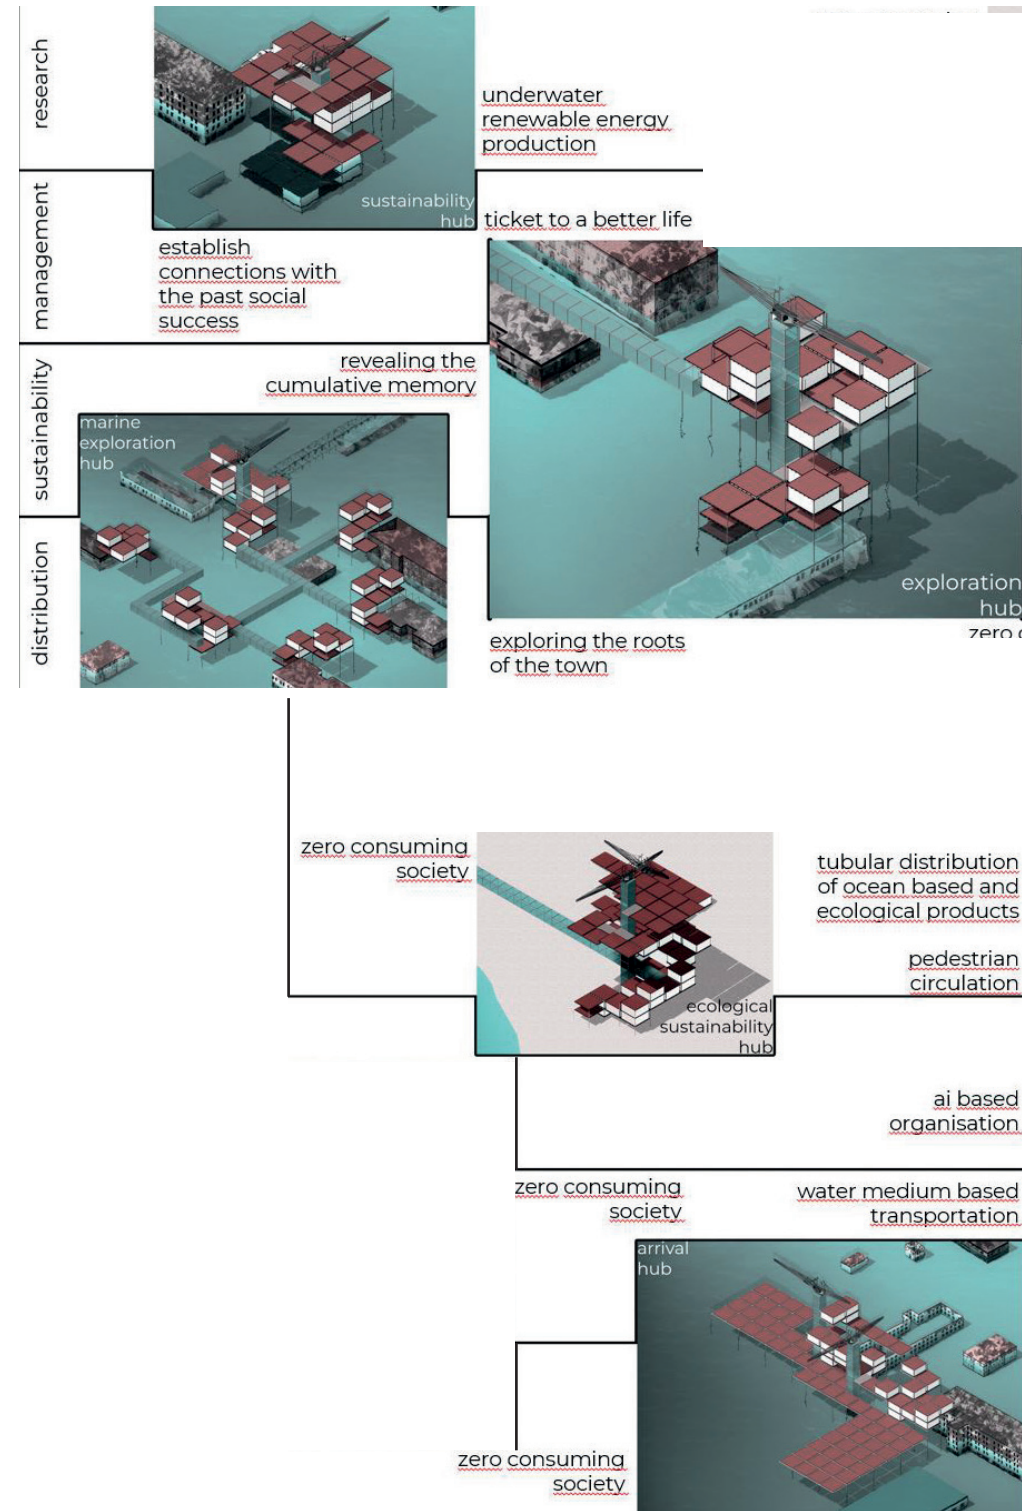 research
underwater
renewable energy
production
sustainability
hub
management
ticket to a better life
establish
connections with
the past social
success
revealing the
cumulative memory
sustainability
marine
exploration
hub
exploration
hub
zero
distribution
exploring the roots
of the town
zero consuming
society
tubular distribution
of ocean based and
ecological products
pedestrian
circulation
ecological
sustainability
hub
ai based
organisation
zero consuming
society
water medium based
transportation
arrival
hub
zero consuming
society